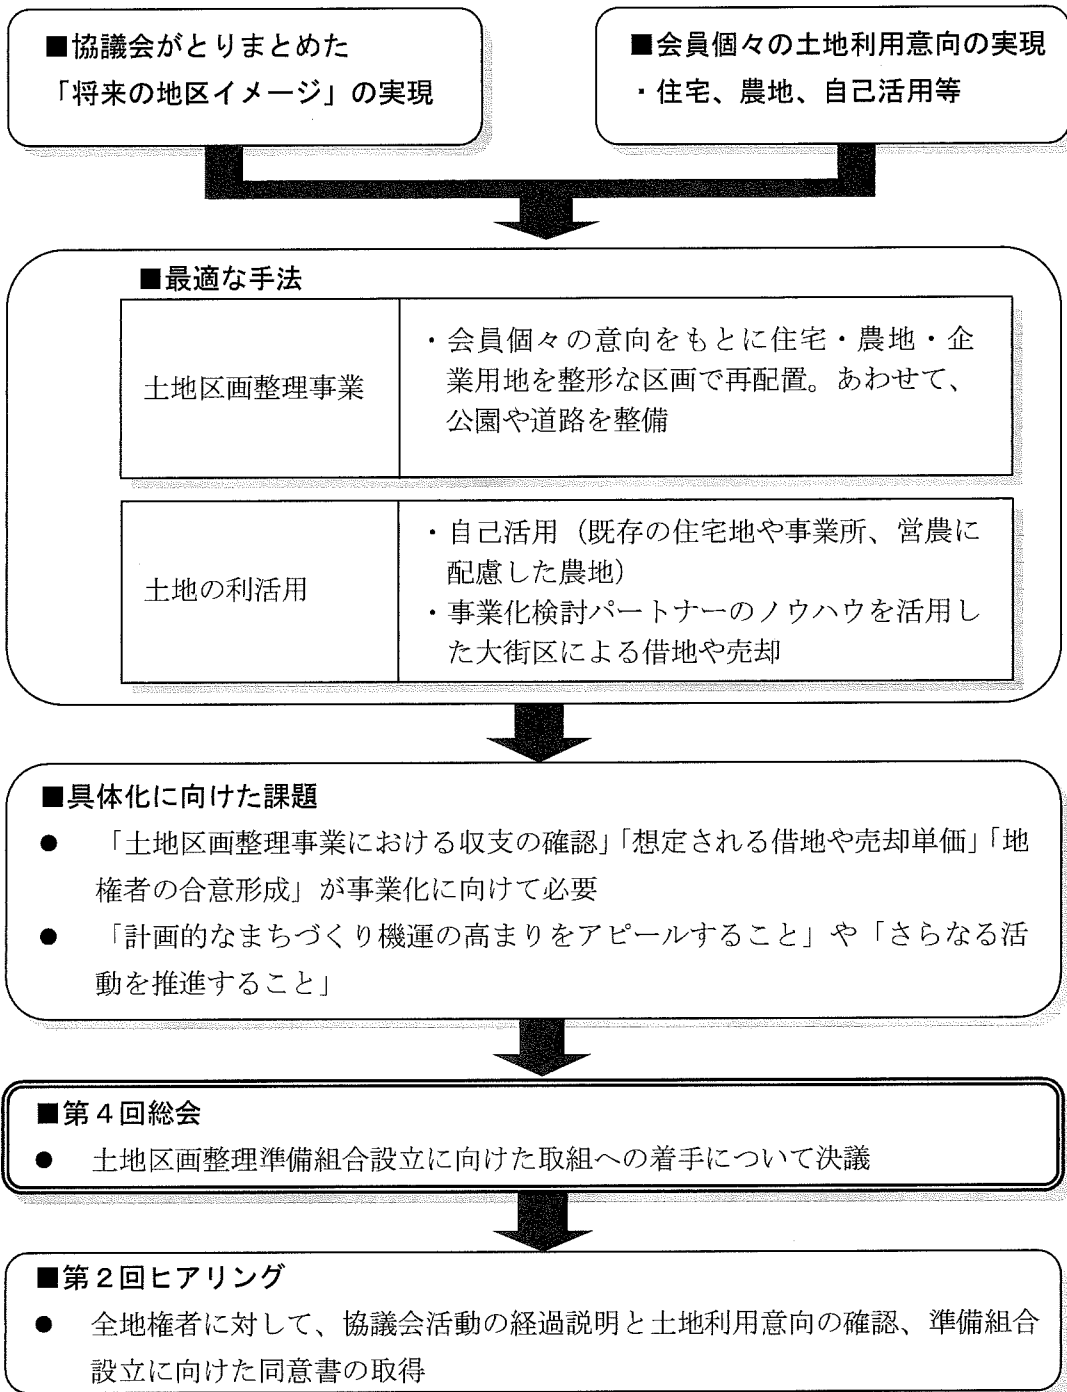 ■協議会がとりまとめた
「将来の地区イメージ」の実現
■会員個々の土地利用意向の実現
・住宅、農地、自己活用等
■最適な手法
土地区画整理事業
・会員個々の意向をもとに住宅・農地・企
業用地を整形な区画で再配置。あわせて、
公園や道路を整備
土地の利活用
・自己活用（既存の住宅地や事業所、営農に
配慮した農地）
・事業化検討パートナーのノウハウを活用し
た大街区による借地や売却
■具体化に向けた課題
● 「土地区画整理事業における収支の確認」「想定される借地や売却単価」「地
権者の合意形成」が事業化に向けて必要
● 「計画的なまちづくり機運の高まりをアピールすること」や「さらなる活
動を推進すること」
■第４回総会
● 土地区画整理準備組合設立に向けた取組への着手について決議
■第２回ヒアリング
● 全地権者に対して、協議会活動の経過説明と土地利用意向の確認、準備組合
設立に向けた同意書の取得